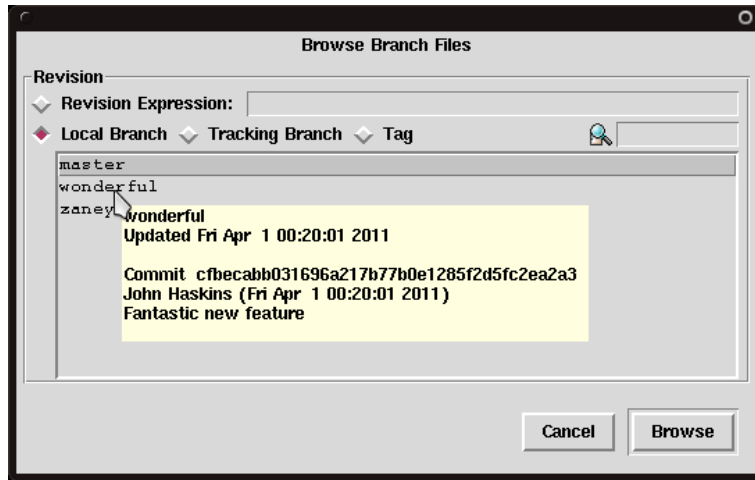 Browse Branch Files
Revision
Revision Expression:
Local Branch Tracking Branch Tag
master
wonderful
zaney
wonderful
Updated Fri Apr 1 00:20:01 2011
Commit cfbecabb031696a217b77b0e1285f2d5fc2ea2a3
John Haskins (Fri Apr 1 00:20:01 2011)
Fantastic new feature
Cancel Browse